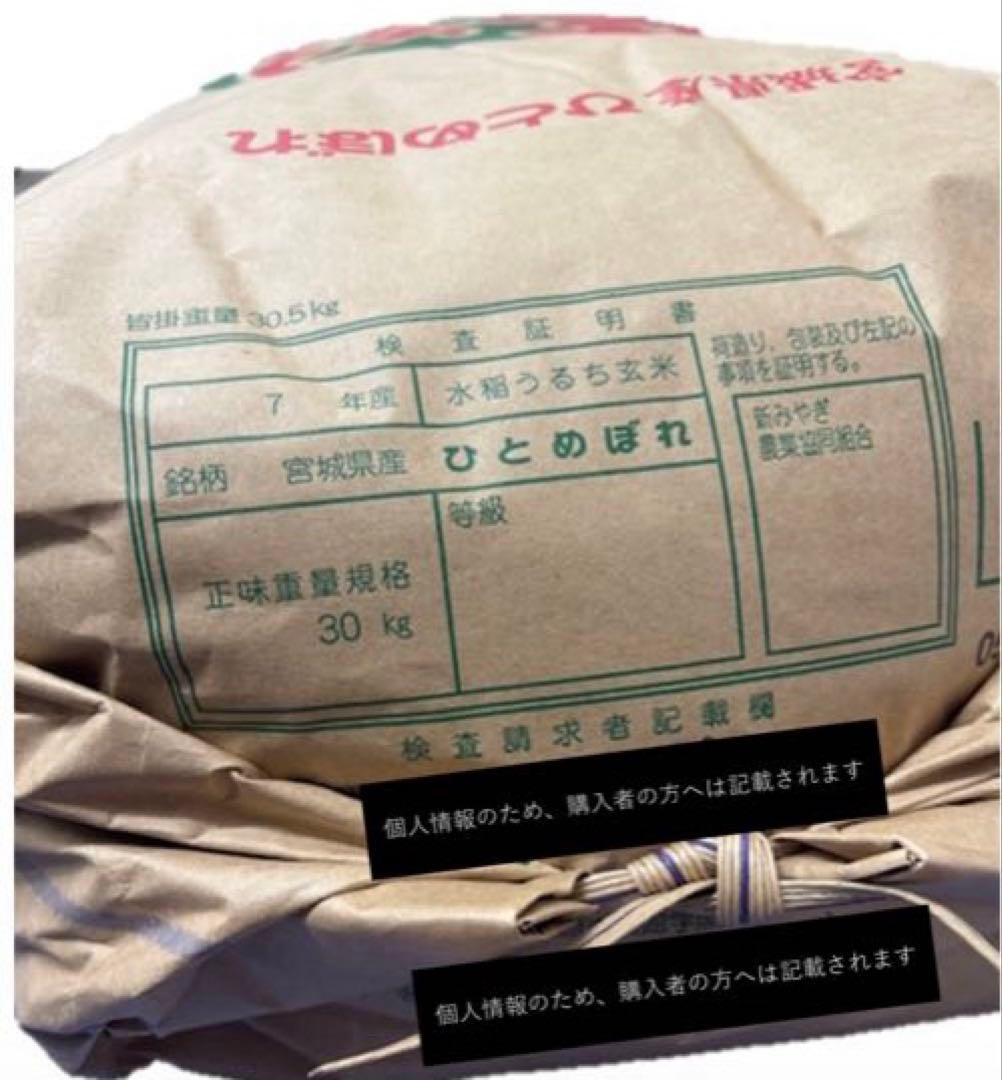 宮城県産ひとめぼれ
皆掛重量 30.5kg
検査証明書
7 年産
水稲うるち玄米
銘柄 宮城県産 ひとめぼれ
正味重量規格
30 kg
等級
荷造り、包装及び左記の
事項を証明する。
新みやぎ
農業協同組合
検査請求者記載欄
個人情報のため、購入者の方へは記載されます
個人情報のため、購入者の方へは記載されます